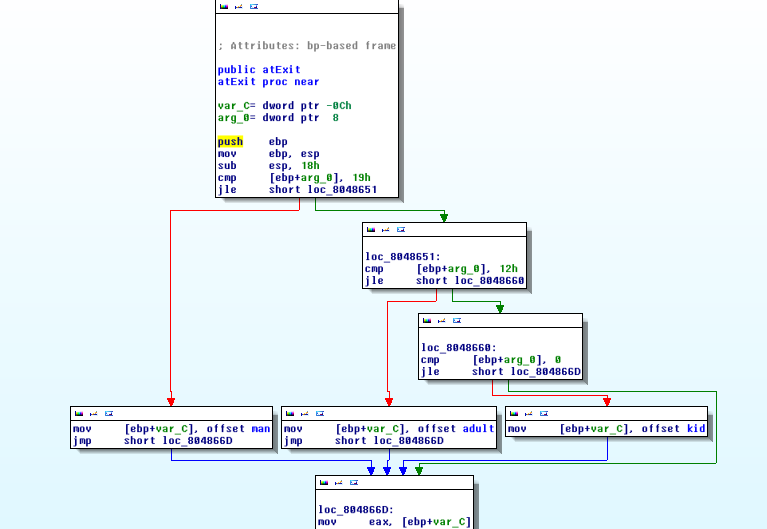 ; Attributes: bp-based frame
public atExit
atExit proc near
var_C= dword ptr -0Ch
arg_0= dword ptr  8
push    ebp
mov     ebp, esp
sub     esp, 18h
cmp     [ebp+arg_0], 19h
jle     short loc_8048651
loc_8048651:
cmp     [ebp+arg_0], 12h
jle     short loc_8048660
loc_8048660:
cmp     [ebp+arg_0], 0
jle     short loc_804866D
mov     [ebp+var_C], offset man
jmp     short loc_804866D
mov     [ebp+var_C], offset adult
jmp     short loc_804866D
mov     [ebp+var_C], offset kid
loc_804866D:
mov     eax, [ebp+var_C]